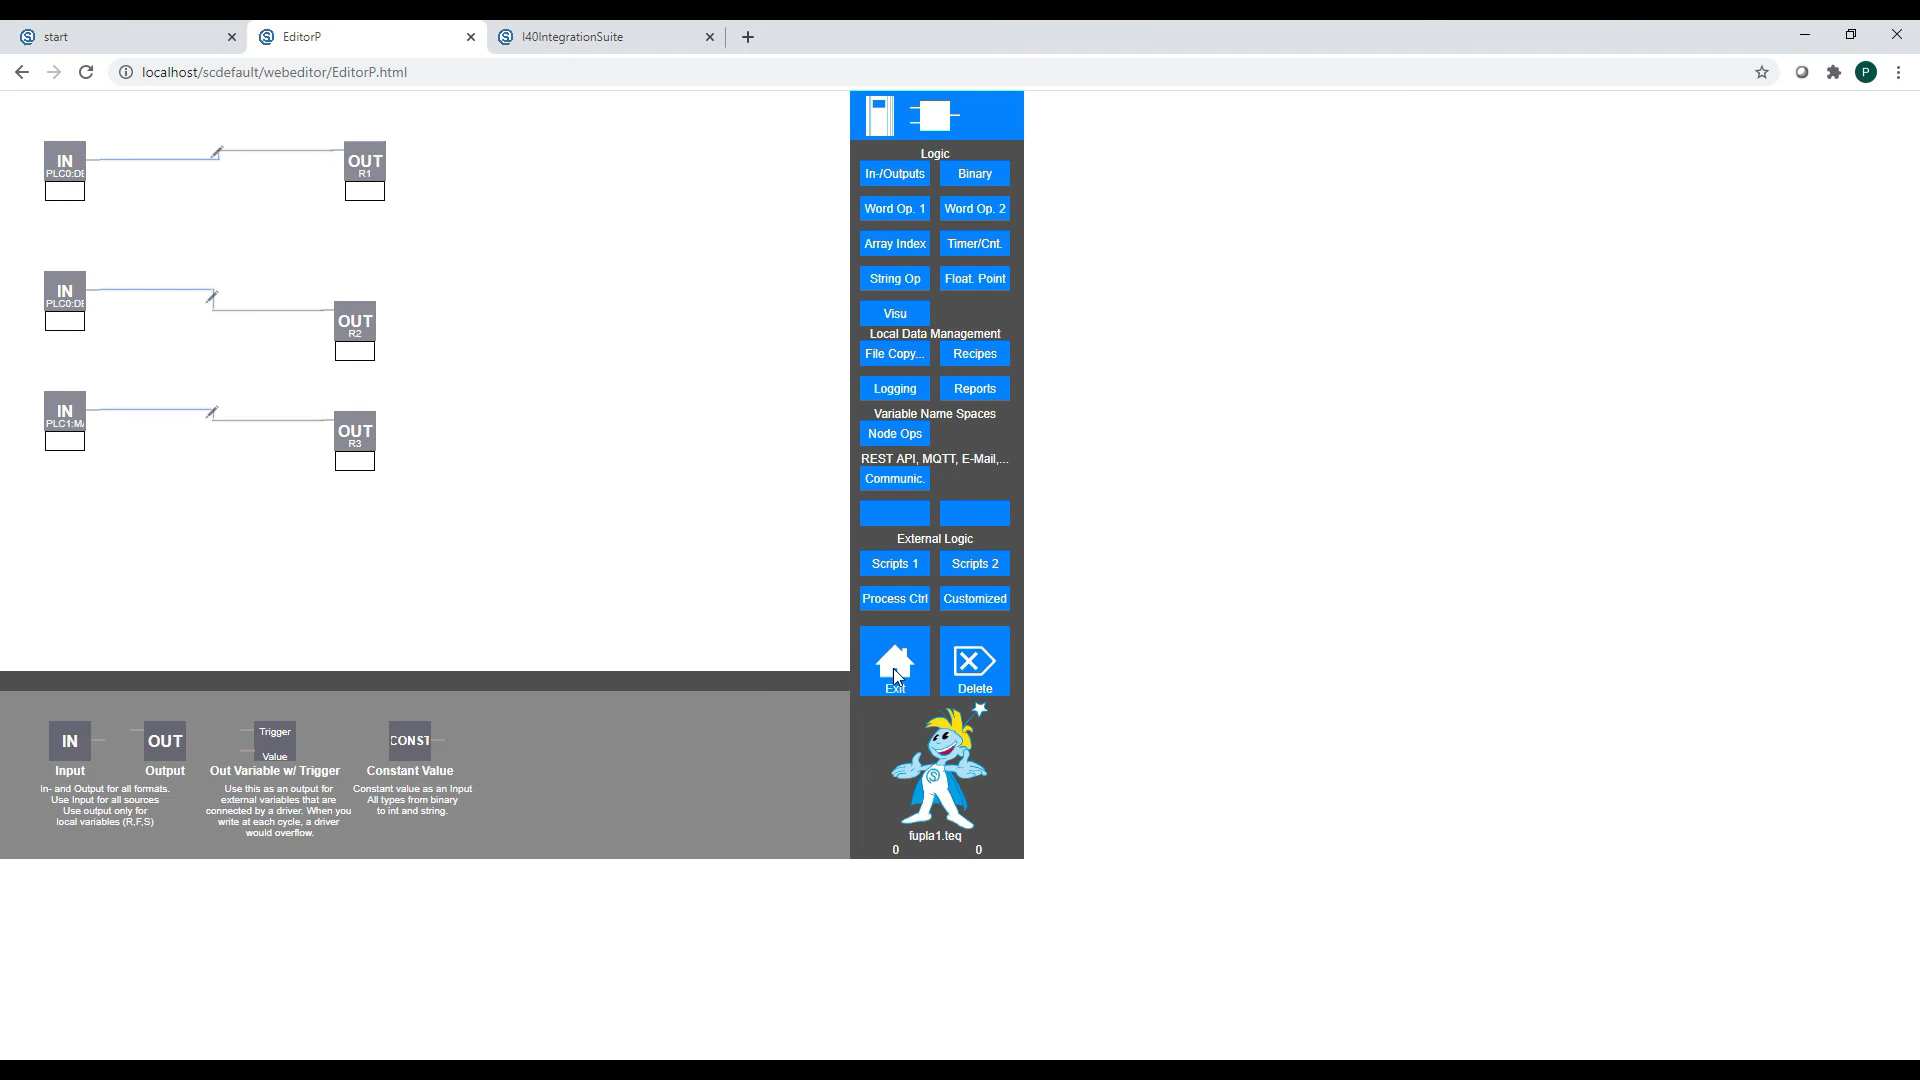 start
EditorP
I40IntegrationSuite
localhost/scdefault/webeditor/EditorP.html
P
IN
PLC0:DE
OUT
R1
IN
PLC0:DE
OUT
R2
IN
PLC1:MA
OUT
R3
Logic
In-/Outputs
Binary
Word Op. 1
Word Op. 2
Array Index
Timer/Cnt.
String Op
Float. Point
Visu
Local Data Management
File Copy...
Recipes
Logging
Reports
Variable Name Spaces
Node Ops
REST API, MQTT, E-Mail,...
Communic.
External Logic
Scripts 1
Scripts 2
Process Ctrl
Customized
Exit
Delete
fupla1.teq
0
0
IN
Input
OUT
Output
In- and Output for all formats.
Use Input for all sources
Use output only for
local variables (R,F,S)
Trigger
Value
Out Variable w/ Trigger
Use this as an output for
external variables that are
connected by a driver. When you
write at each cycle, a driver
would overflow.
CONST
Constant Value
Constant value as an Input
All types from binary
to int and string.